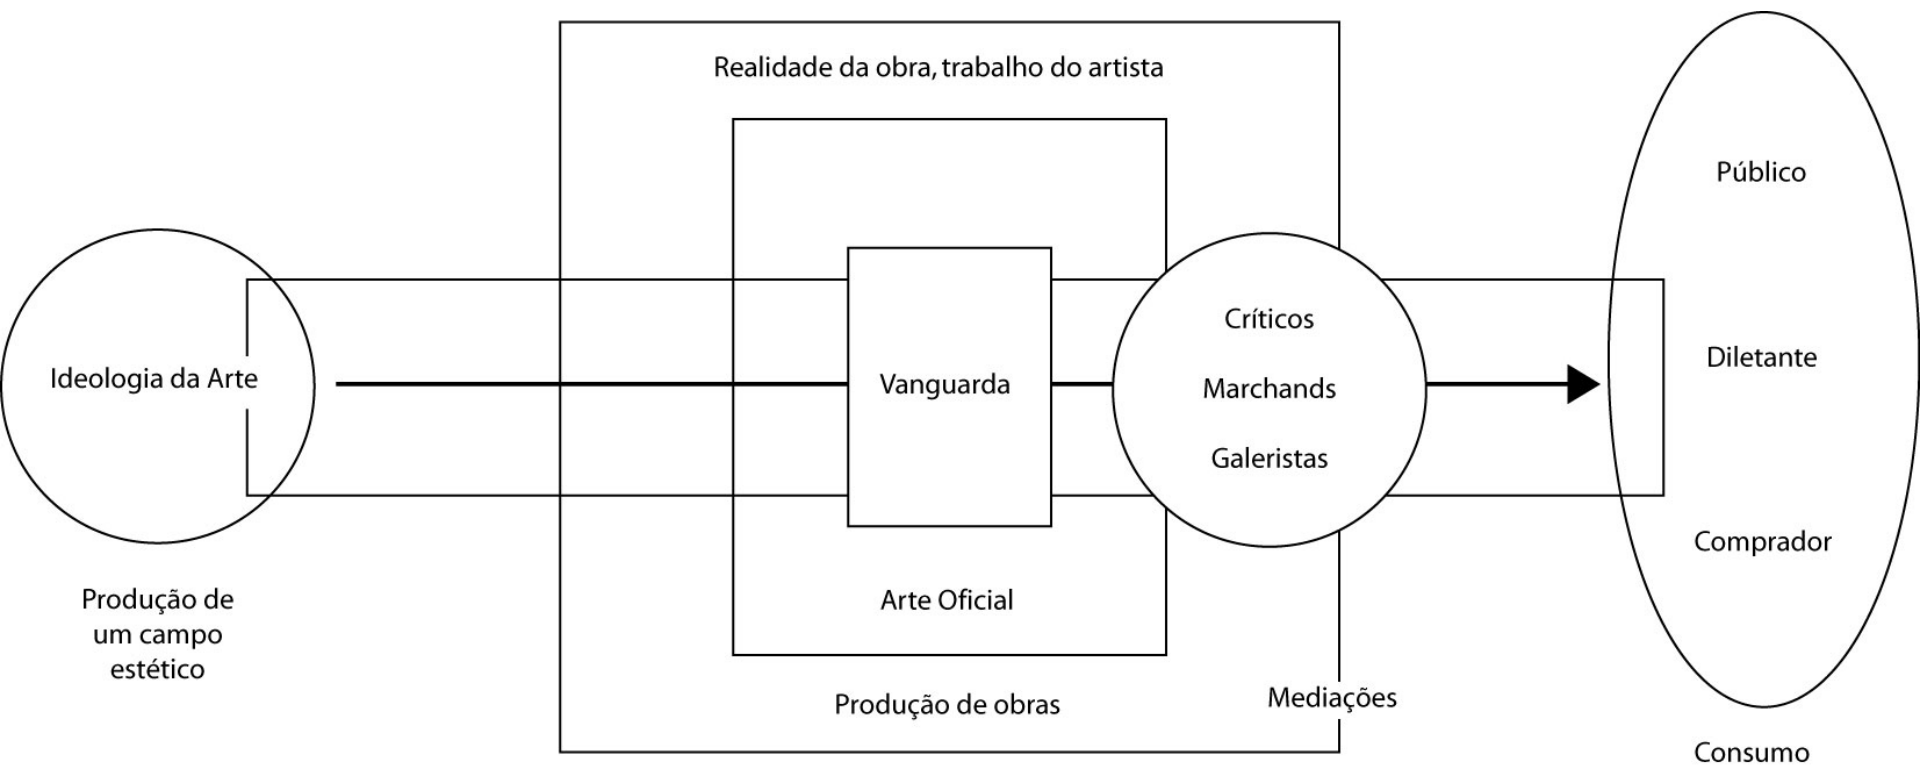 Realidade da obra, trabalho do artista
Ideologia da Arte
Produção de
um campo
estético
Vanguarda
Arte Oficial
Produção de obras
Críticos
Marchands
Galeristas
Mediações
Público
Diletante
Comprador
Consumo